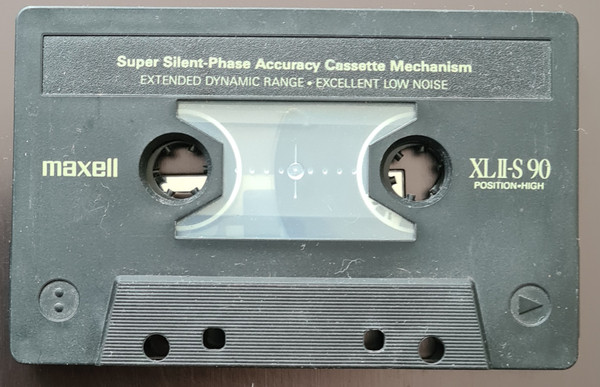 Super Silent-Phase Accuracy Cassette Mechanism
EXTENDED DYNAMIC RANGE • EXCELLENT LOW NOISE
maxell
XLII-S 90
POSITION•HIGH